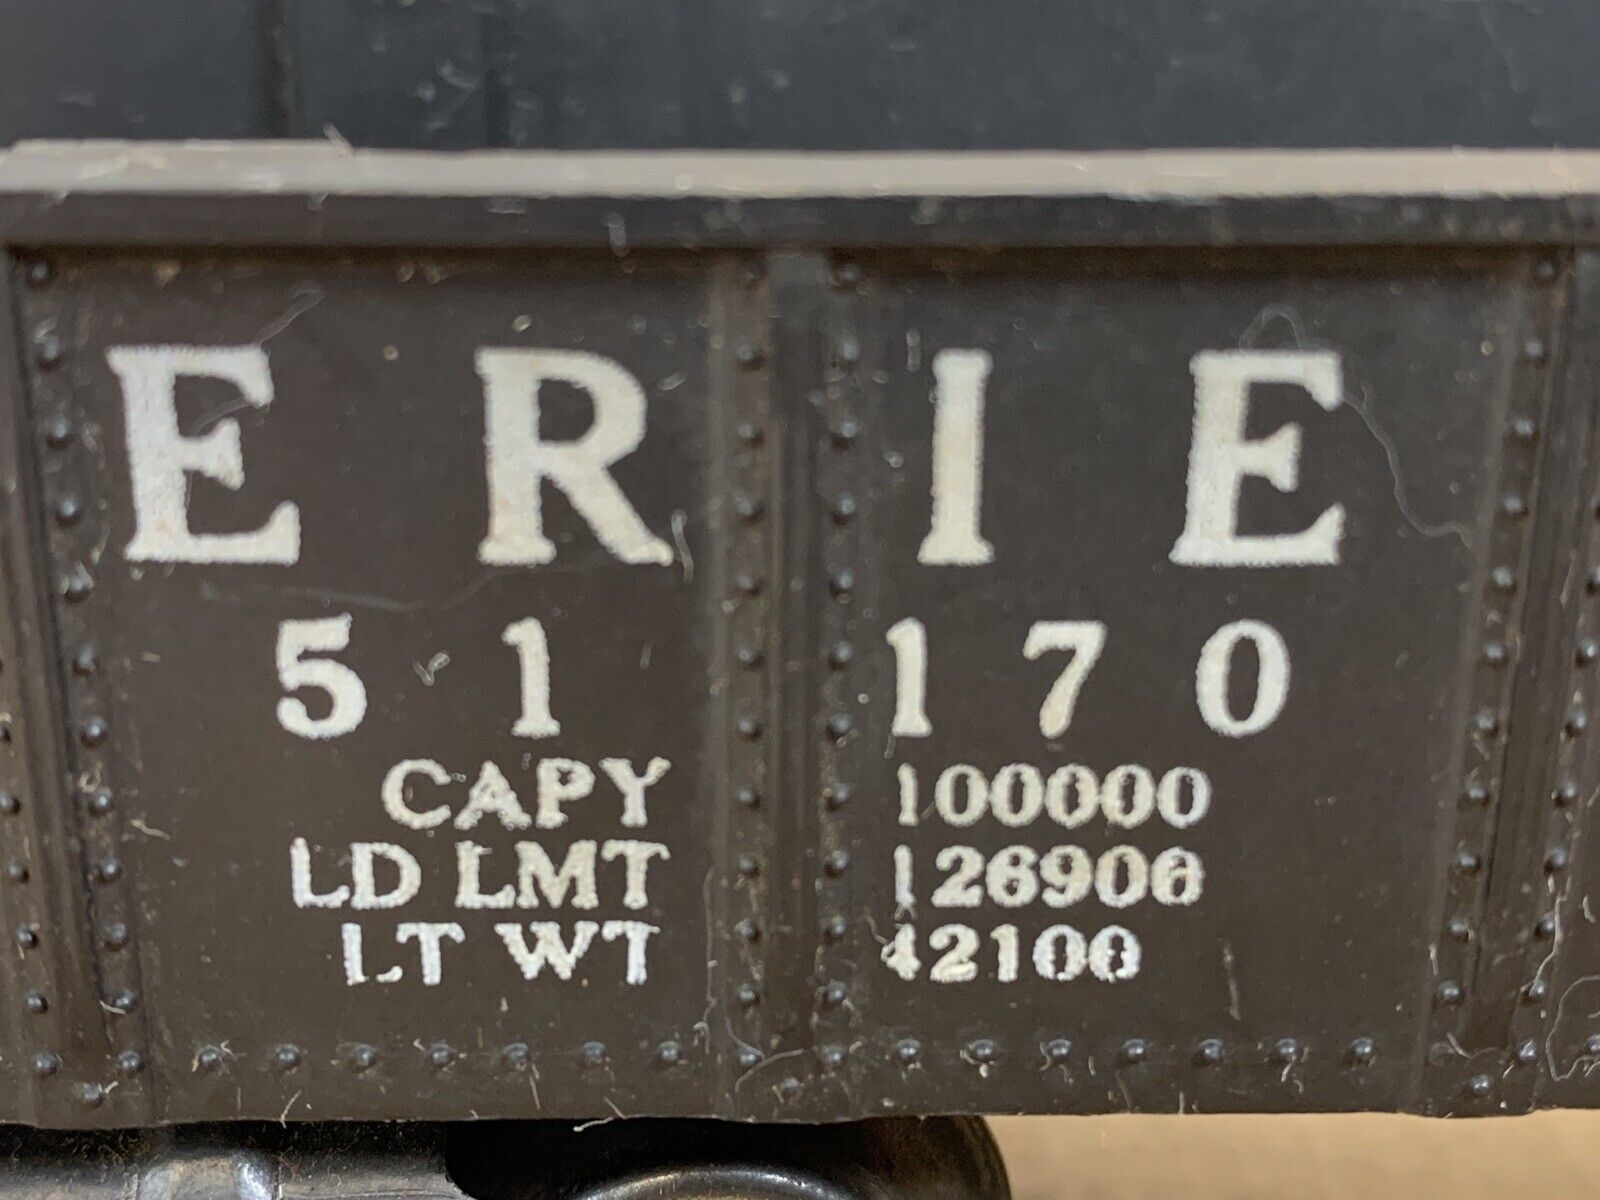 ERIE
51170
CAPY 100000
LD LMT 126900
LT WT 42100